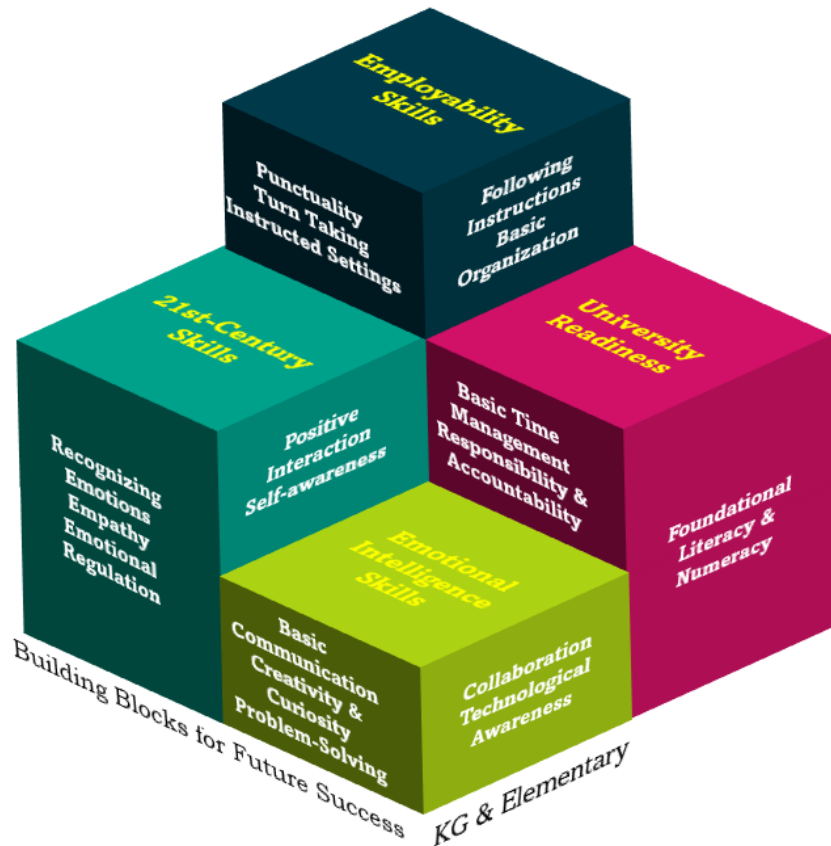 Employability
Skills
Punctuality
Turn Taking
Instructed Settings
Following
Instructions
Basic
Organization
21st-Century
Skills
Recognizing
Emotions
Empathy
Emotional
Regulation
Positive
Interaction
Self-awareness
University
Readiness
Basic Time
Management
Responsibility &
Accountability
Foundational
Literacy &
Numeracy
Emotional
Intelligence
Skills
Basic
Communication
Creativity &
Curiosity
Problem-Solving
Collaboration
Technological
Awareness
Building Blocks for Future Success
KG & Elementary